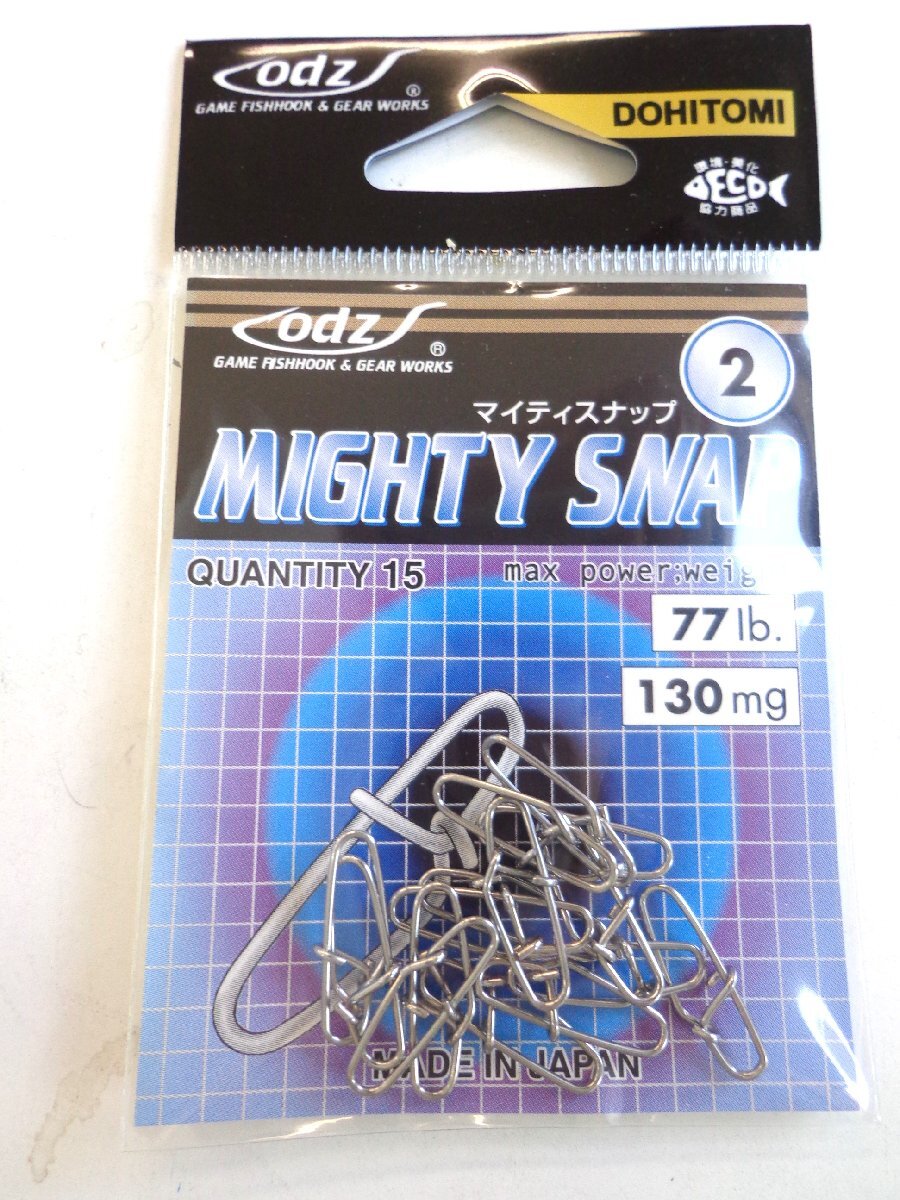 odz
®
GAME FISHHOOK & GEAR WORKS
DOHITOMI
環境・美化
ECO
協力商品
odz
®
GAME FISHHOOK & GEAR WORKS
2
マイティスナップ
MIGHTY SNAP
QUANTITY 15
max power;weig
77 lb.
130 mg
MADE IN JAPAN